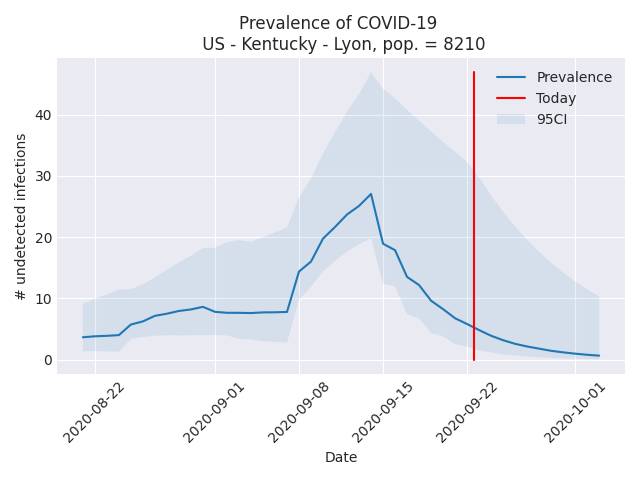 Prevalence of COVID-19
US - Kentucky - Lyon, pop. = 8210
Prevalence
Today
95CI
# undetected infections
40
30
20
10
0
2020-08-22
2020-09-01
2020-09-08
2020-09-15
2020-09-22
2020-10-01
Date